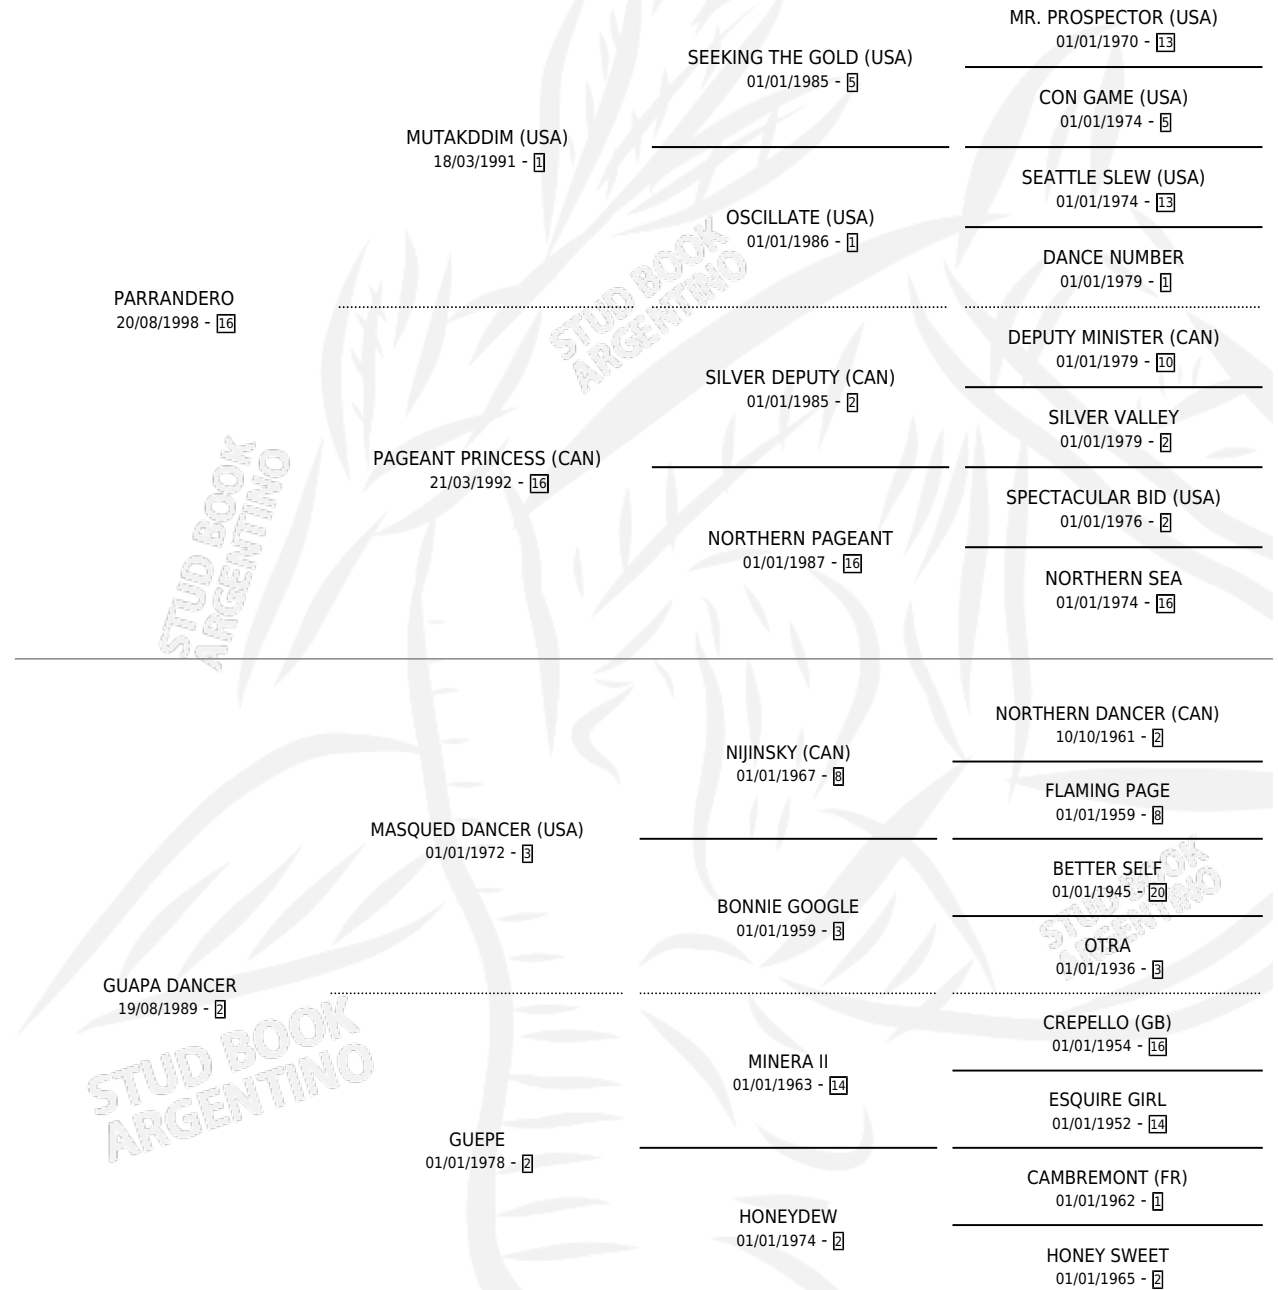 MR. PROSPECTOR (USA)
01/01/1970 - 13
SEEKING THE GOLD (USA)
01/01/1985 - 5
CON GAME (USA)
01/01/1974 - 5
MUTAKDDIM (USA)
18/03/1991 - 1
SEATTLE SLEW (USA)
01/01/1974 - 13
OSCILLATE (USA)
01/01/1986 - 1
DANCE NUMBER
01/01/1979 - 1
PARRANDERO
20/08/1998 - 16
STUD BOOK
ARGENTINO
DEPUTY MINISTER (CAN)
01/01/1979 - 10
SILVER DEPUTY (CAN)
01/01/1985 - 2
SILVER VALLEY
01/01/1979 - 2
PAGEANT PRINCESS (CAN)
21/03/1992 - 16
SPECTACULAR BID (USA)
01/01/1976 - 2
NORTHERN PAGEANT
01/01/1987 - 16
NORTHERN SEA
01/01/1974 - 16
STUD BOOK
ARGENTINO
NORTHERN DANCER (CAN)
10/10/1961 - 2
NIJINSKY (CAN)
01/01/1967 - 8
FLAMING PAGE
01/01/1959 - 8
MASQUED DANCER (USA)
01/01/1972 - 3
BETTER SELF
01/01/1945 - 20
BONNIE GOOGLE
01/01/1959 - 3
OTRA
01/01/1936 - 3
STUD BOOK
ARGENTINO
GUAPA DANCER
19/08/1989 - 2
CREPELLO (GB)
01/01/1954 - 16
MINERA II
01/01/1963 - 14
ESQUIRE GIRL
01/01/1952 - 14
STUD BOOK
ARGENTINO
GUEPE
01/01/1978 - 2
CAMBREMONT (FR)
01/01/1962 - 1
HONEYDEW
01/01/1974 - 2
HONEY SWEET
01/01/1965 - 2